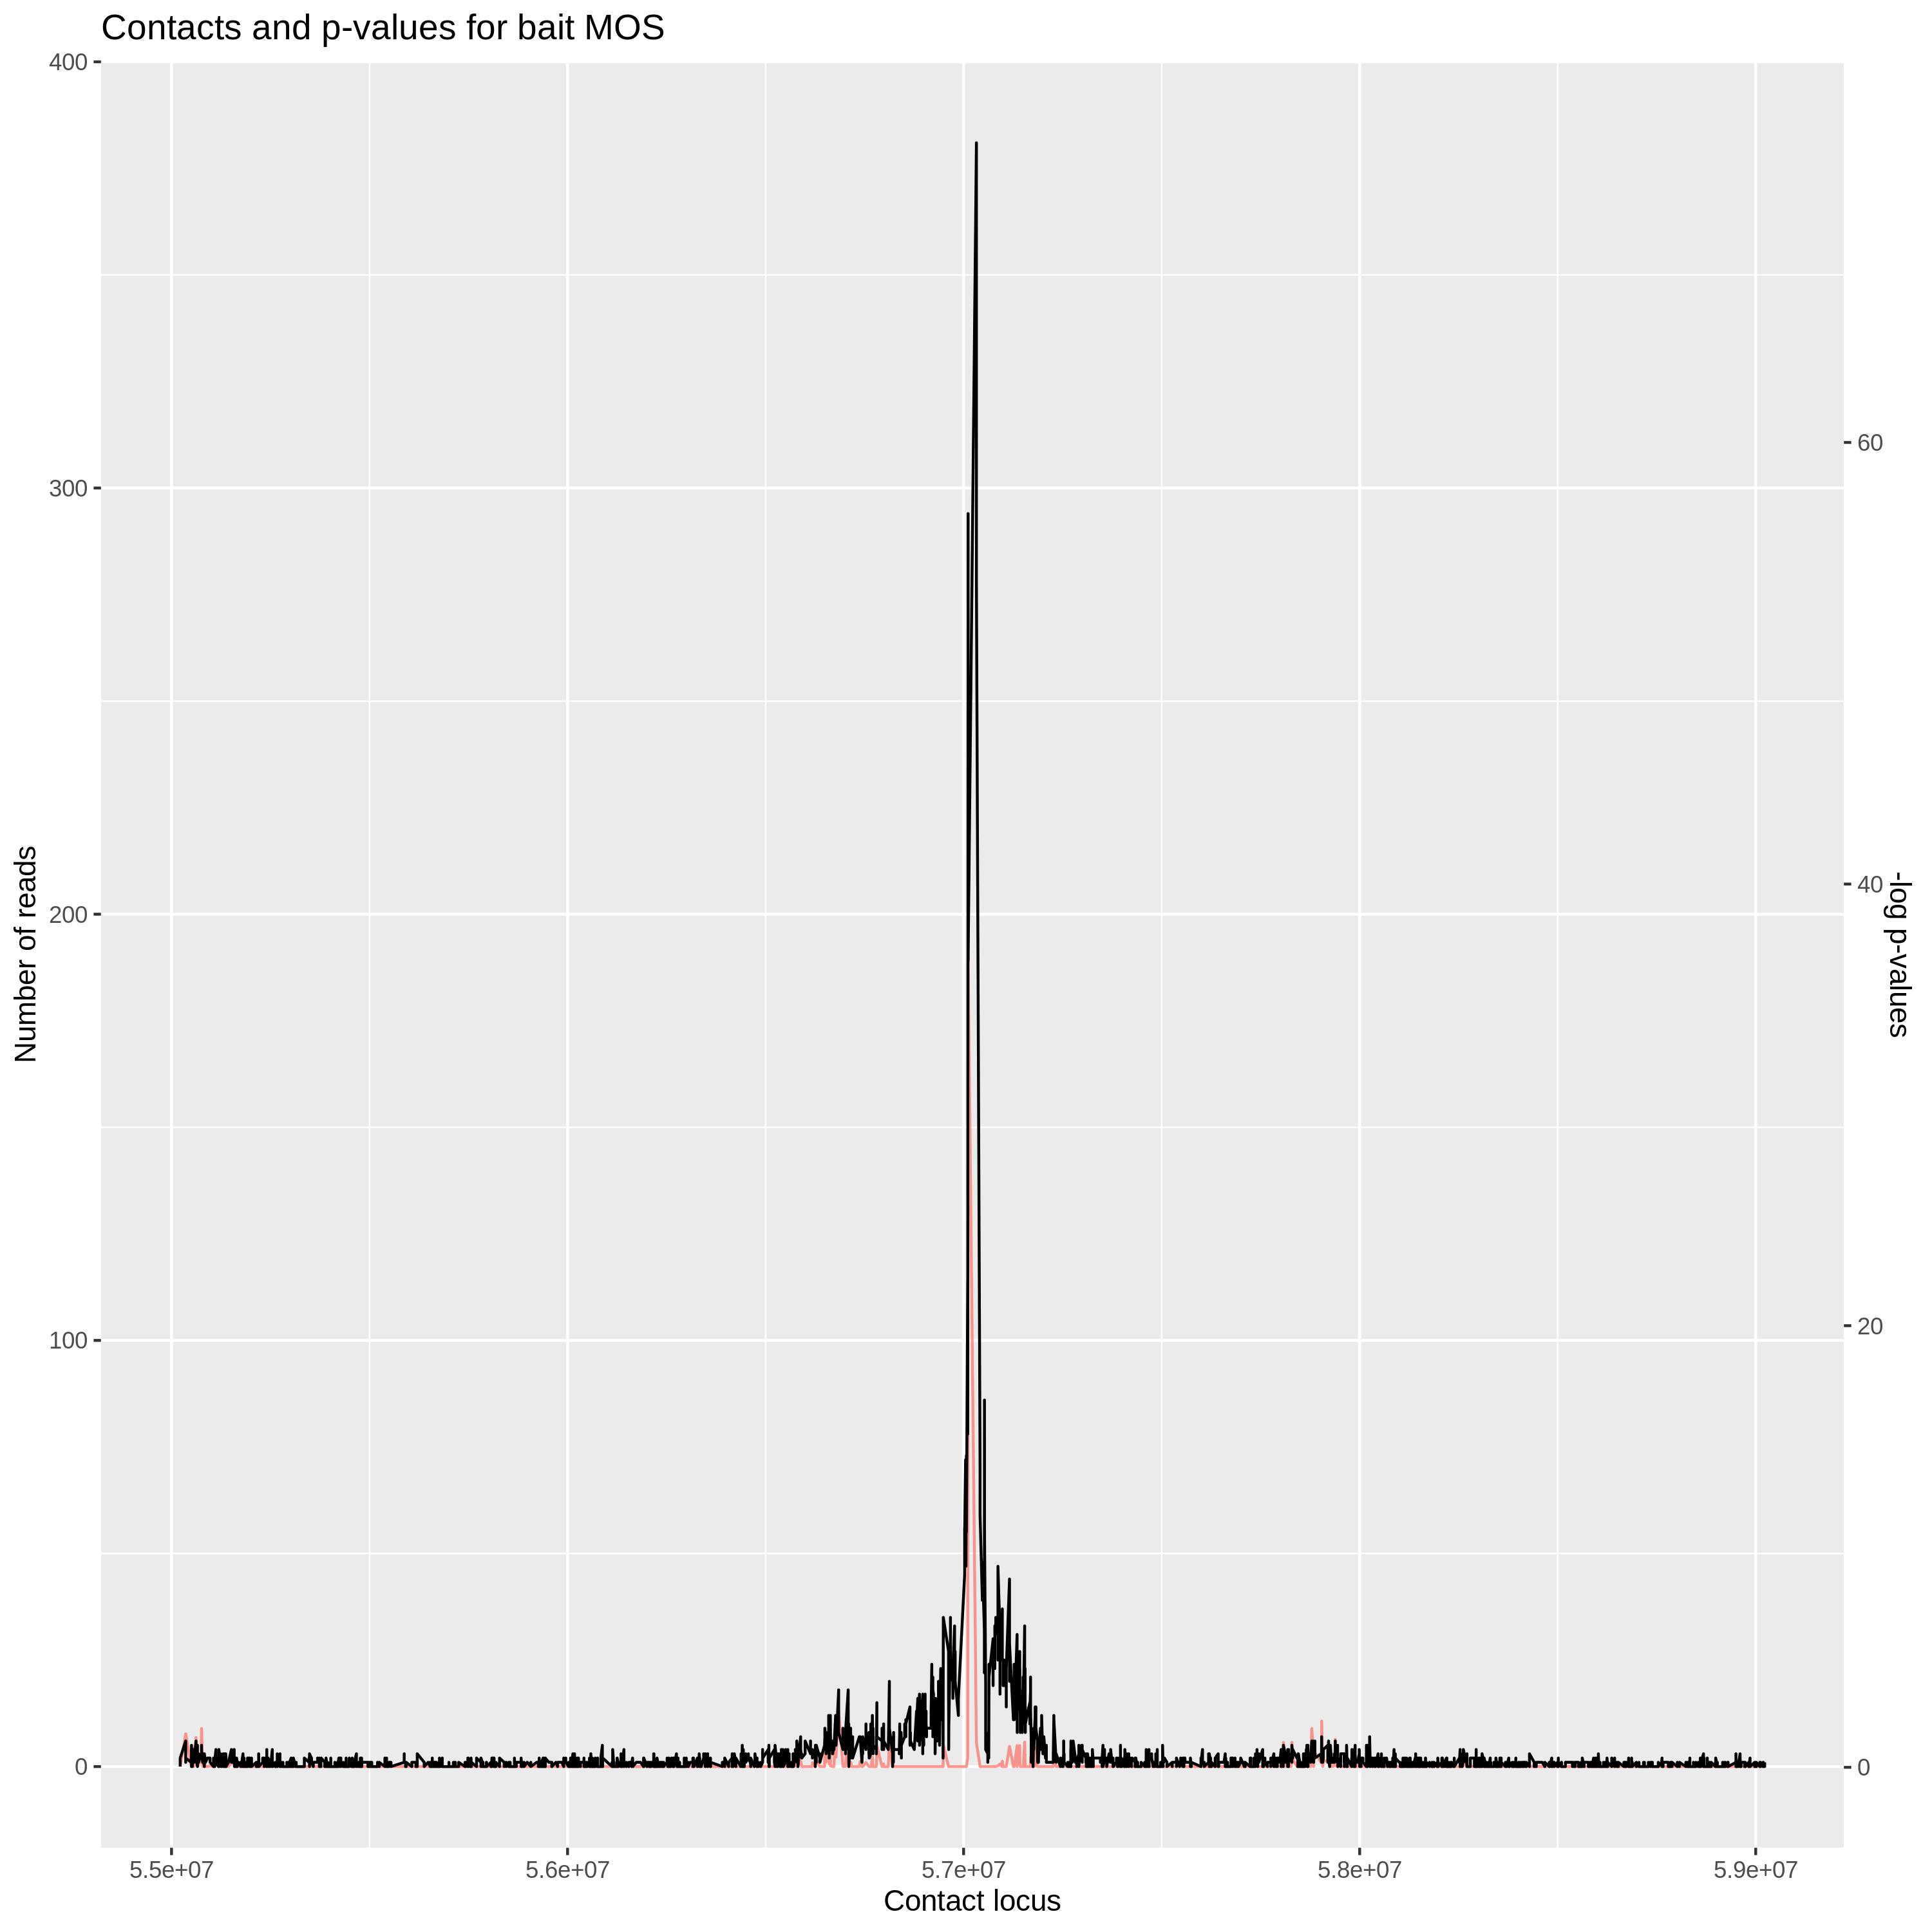 Contacts and p-values for bait MOS
400
300
200
100
0
Number of reads
60
40
20
0
-log p-values
5.5e+07
5.6e+07
5.7e+07
5.8e+07
5.9e+07
Contact locus